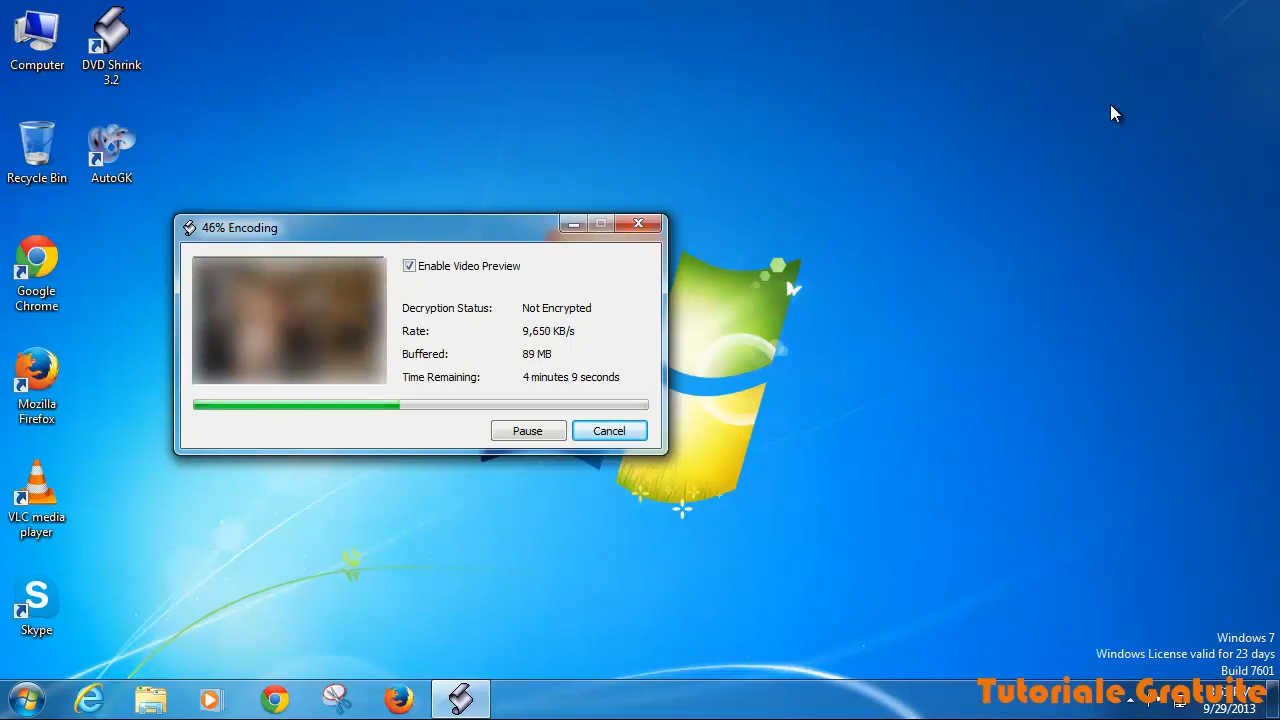 Computer
DVD Shrink
3.2
Recycle Bin
AutoGK
Google
Chrome
Mozilla
Firefox
VLC media
player
Skype
46% Encoding
Enable Video Preview
Decryption Status: Not Encrypted
Rate: 9,650 KB/s
Buffered: 89 MB
Time Remaining: 4 minutes 9 seconds
Pause Cancel
Windows 7
Windows License valid for 23 days
Build 7601
Tutoriale Gratuite
9/29/2013